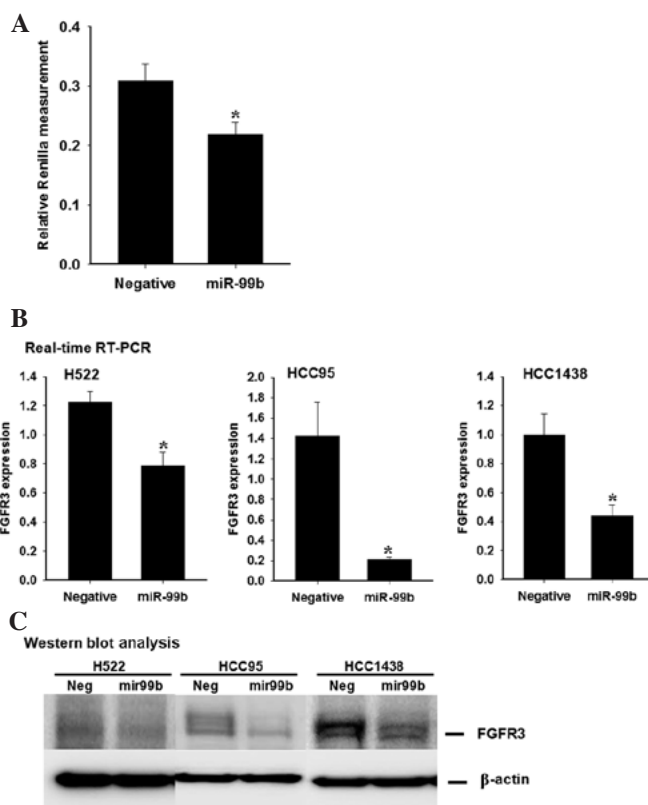 A
Relative Renilla measurement
0.3
0.2
0.1
0.0
*
Negative miR-99b
B
Real-time RT-PCR
H522
FGFR3 expression
1.4
1.2
1.0
0.8
0.6
0.4
0.2
0.0
*
Negative miR-99b
HCC95
FGFR3 expression
2.0
1.8
1.6
1.4
1.2
1.0
0.8
0.6
0.4
0.2
0.0
*
Negative miR-99b
HCC1438
FGFR3 expression
1.4
1.2
1.0
0.8
0.6
0.4
0.2
0.0
*
Negative miR-99b
C
Western blot analysis
H522 HCC95 HCC1438
Neg mir99b Neg mir99b Neg mir99b
FGFR3
β-actin